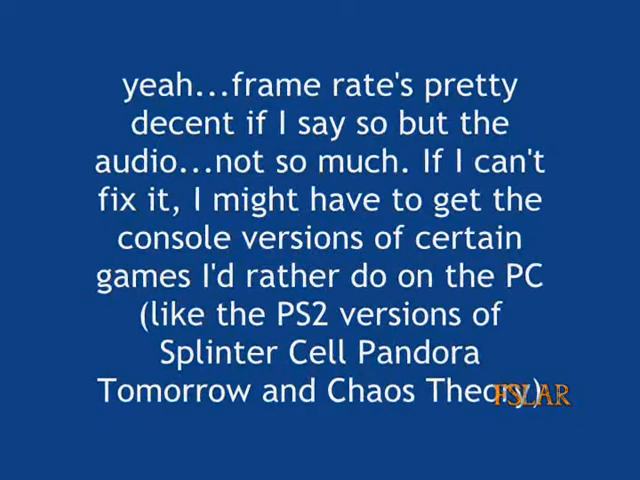 yeah...frame rate's pretty
decent if I say so but the
audio...not so much. If I can't
fix it, I might have to get the
console versions of certain
games I'd rather do on the PC
(like the PS2 versions of
Splinter Cell Pandora
Tomorrow and Chaos Theory)
FSLAR